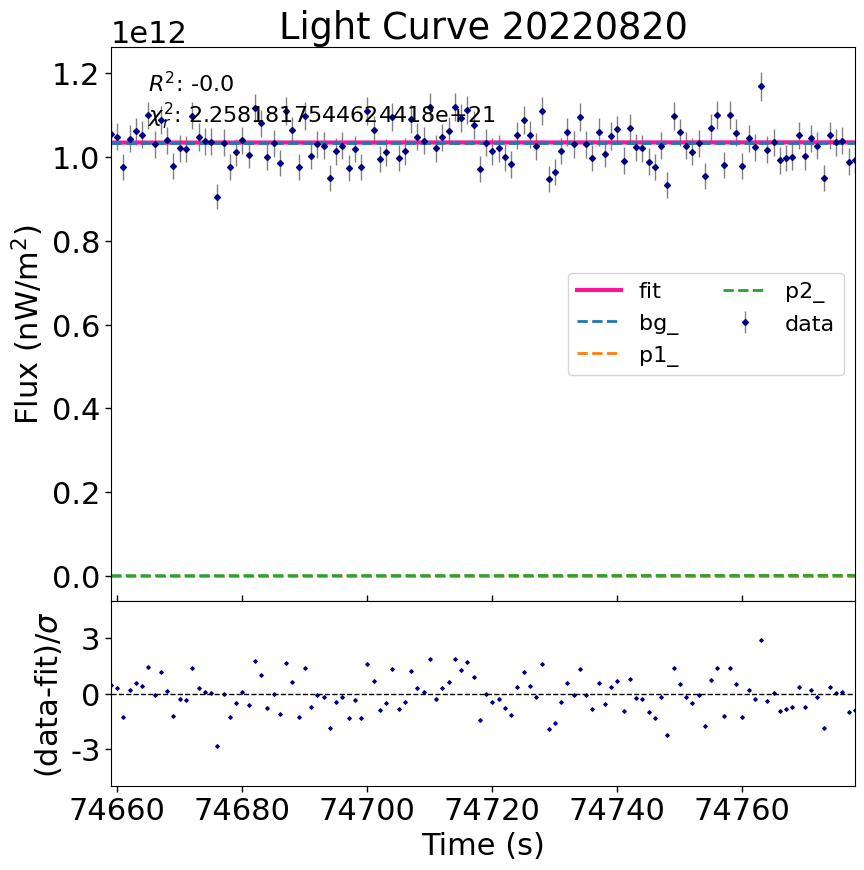 Light Curve 20220820
1e12
R²: -0.0
χ²ᵣ: 2.2581817544624418e+21
1.2
1.0
0.8
0.6
0.4
0.2
0.0
Flux (nW/m²)
fit
bg_
p1_
p2_
data
3
0
-3
(data-fit)/σ
74660 74680 74700 74720 74740 74760
Time (s)